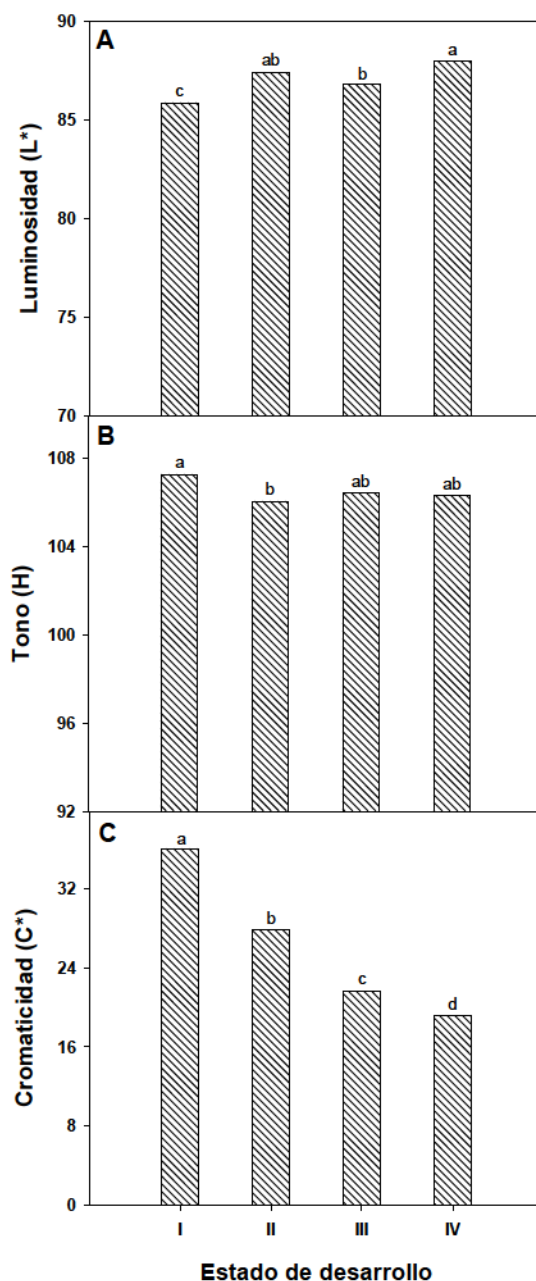 A
Luminosidad (L*)
90
85
80
75
70
c
ab
b
a
B
Tono (H)
108
104
100
96
92
a
b
ab
ab
C
Cromaticidad (C*)
32
24
16
8
0
a
b
c
d
I II III IV
Estado de desarrollo